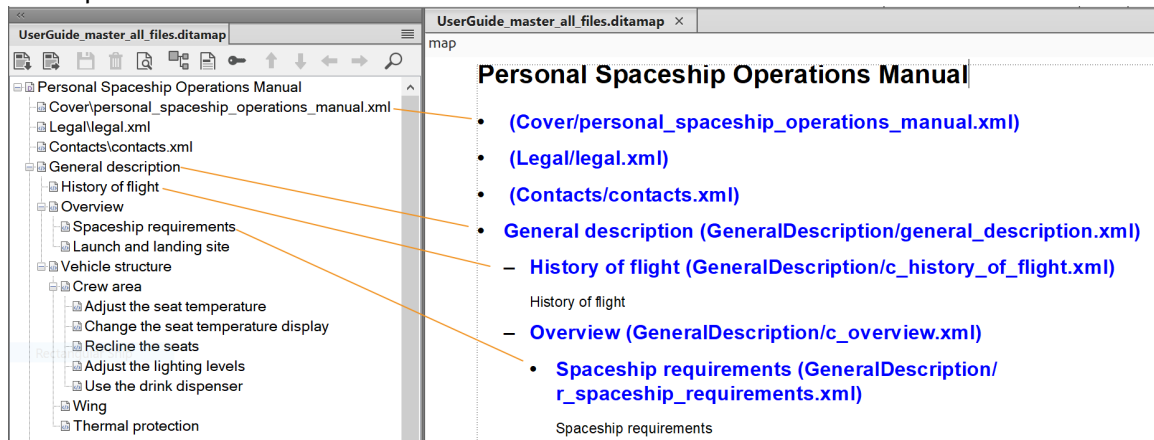 <<
UserGuide_master_all_files.ditamap
Personal Spaceship Operations Manual
Cover\personal_spaceship_operations_manual.xml
Legal\legal.xml
Contacts\contacts.xml
General description
History of flight
Overview
Spaceship requirements
Launch and landing site
Vehicle structure
Crew area
Adjust the seat temperature
Change the seat temperature display
Recline the seats
Adjust the lighting levels
Use the drink dispenser
Wing
Thermal protection
UserGuide_master_all_files.ditamap ×
map
Personal Spaceship Operations Manual
• (Cover/personal_spaceship_operations_manual.xml)
• (Legal/legal.xml)
• (Contacts/contacts.xml)
• General description (GeneralDescription/general_description.xml)
– History of flight (GeneralDescription/c_history_of_flight.xml)
History of flight
– Overview (GeneralDescription/c_overview.xml)
• Spaceship requirements (GeneralDescription/
r_spaceship_requirements.xml)
Spaceship requirements